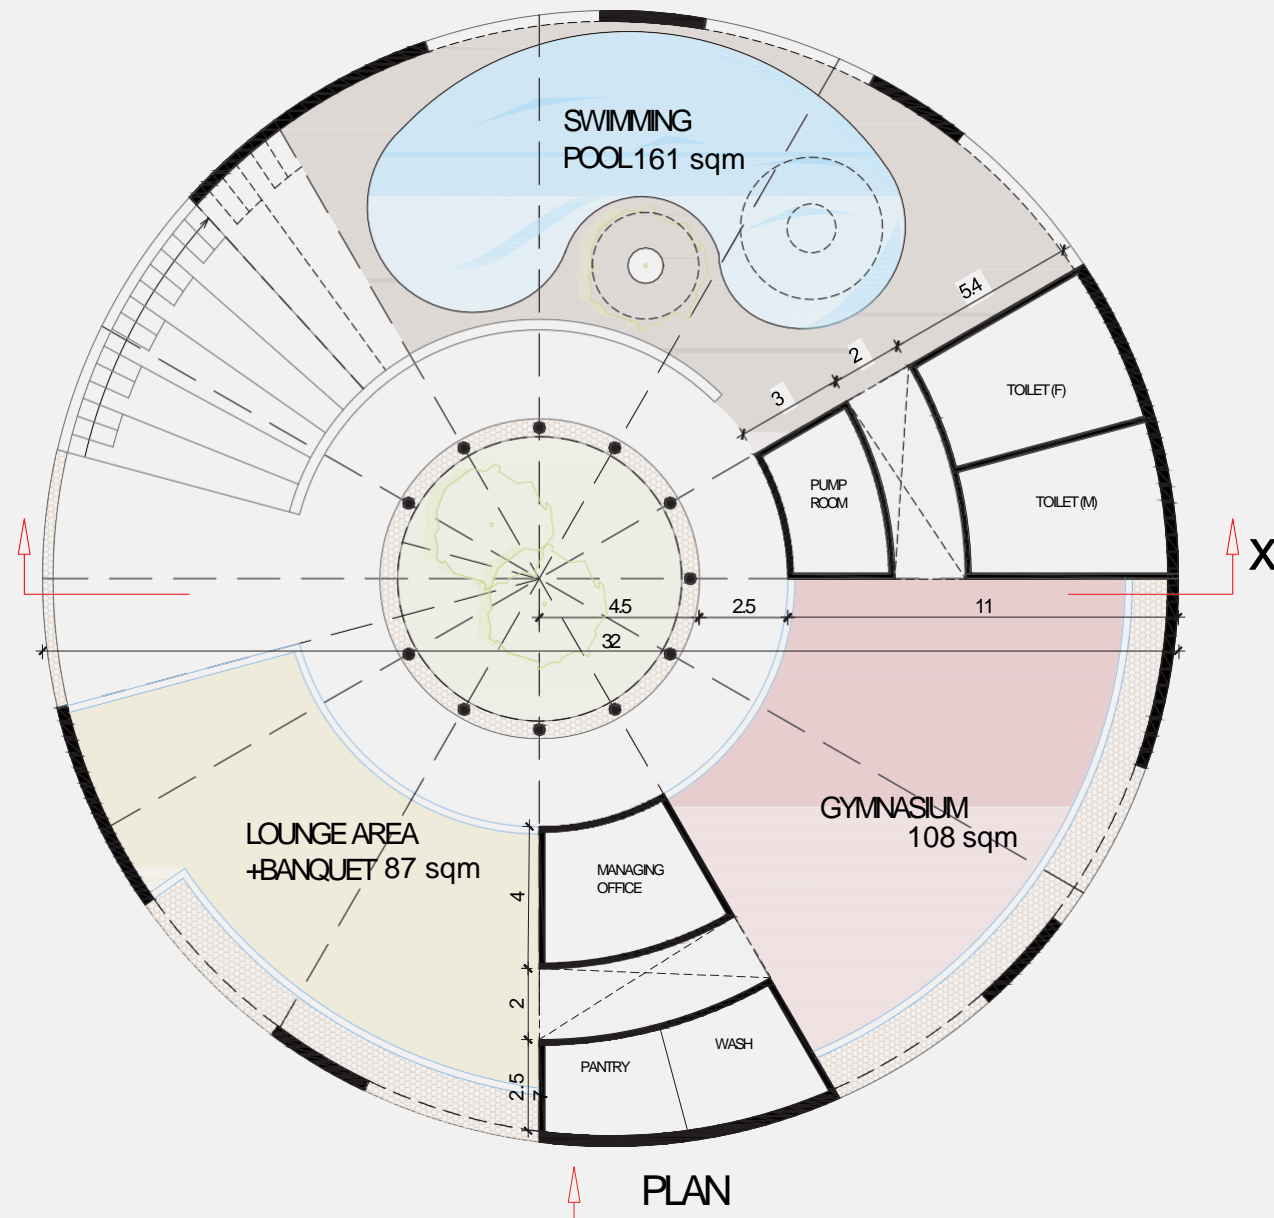 SWIMMING
POOL161 sqm
5.4
2
3
TOILET (F)
PUMP
ROOM
TOILET (M)
X
4.5
2.5
11
32
LOUNGE AREA
+BANQUET 87 sqm
GYMNASIUM
108 sqm
MANAGING
OFFICE
4
2
WASH
PANTRY
2.5
7
PLAN